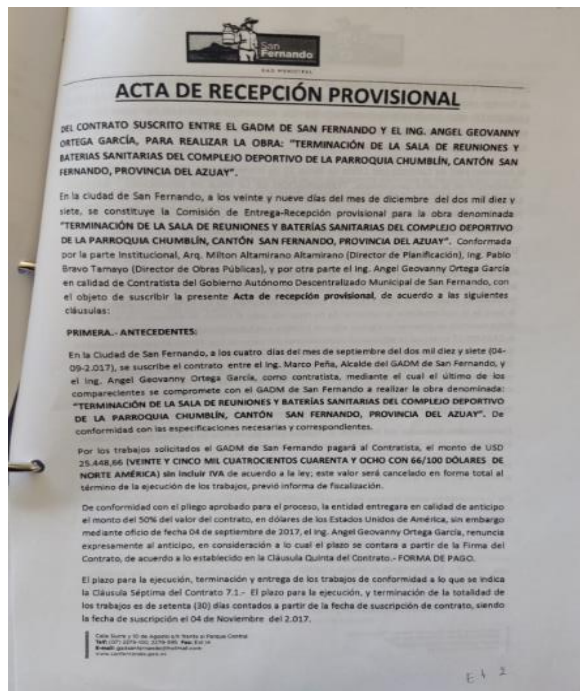 San
Fernando
GAD MUNICIPAL
ACTA DE RECEPCIÓN PROVISIONAL
DEL CONTRATO SUSCRITO ENTRE EL GADM DE SAN FERNANDO Y EL ING. ANGEL GEOVANNY
ORTEGA GARCÍA, PARA REALIZAR LA OBRA: "TERMINACIÓN DE LA SALA DE REUNIONES Y
BATERIAS SANITARIAS DEL COMPLEJO DEPORTIVO DE LA PARROQUIA CHUMBLÍN, CANTÓN SAN
FERNANDO, PROVINCIA DEL AZUAY".
En la ciudad de San Fernando, a los veinte y nueve días del mes de diciembre del dos mil diez y
siete, se constituye la Comisión de Entrega-Recepción provisional para la obra denominada
"TERMINACIÓN DE LA SALA DE REUNIONES Y BATERÍAS SANITARIAS DEL COMPLEJO DEPORTIVO
DE LA PARROQUIA CHUMBLÍN, CANTÓN SAN FERNANDO, PROVINCIA DEL AZUAY". Conformada
por la parte Institucional, Arq. Milton Altamirano Altamirano (Director de Planificación), Ing. Pablo
Bravo Tamayo (Director de Obras Públicas), y por otra parte el Ing. Angel Geovanny Ortega García
en calidad de Contratista del Gobierno Autónomo Descentralizado Municipal de San Fernando, con
el objeto de suscribir la presente Acta de recepción provisional, de acuerdo a las siguientes
cláusulas:
PRIMERA.- ANTECEDENTES:
En la Ciudad de San Fernando, a los cuatro días del mes de septiembre del dos mil diez y siete (04-
09-2.017), se suscribe el contrato entre el Ing. Marco Peña, Alcalde del GADM de San Fernando, y
el Ing. Angel Geovanny Ortega García, como contratista, mediante el cual el último de los
comparecientes se compromete con el GADM de San Fernando a realizar la obra denominada:
"TERMINACIÓN DE LA SALA DE REUNIONES Y BATERÍAS SANITARIAS DEL COMPLEJO DEPORTIVO
DE LA PARROQUIA CHUMBLÍN, CANTÓN SAN FERNANDO, PROVINCIA DEL AZUAY". De
conformidad con las especificaciones necesarias y correspondientes.
Por los trabajos solicitados el GADM de San Fernando pagará al Contratista, el monto de USD
25.448,66 (VEINTE Y CINCO MIL CUATROCIENTOS CUARENTA Y OCHO CON 66/100 DÓLARES DE
NORTE AMÉRICA) sin incluir IVA de acuerdo a la ley; este valor será cancelado en forma total al
término de la ejecución de los trabajos, previó informe de fiscalización.
De conformidad con el pliego aprobado para el proceso, la entidad entregara en calidad de anticipo
el monto del 50% del valor del contrato, en dólares de los Estados Unidos de América, sin embargo
mediante oficio de fecha 04 de septiembre de 2017, el Ing. Angel Geovanny Ortega García, renuncia
expresamente al anticipo, en consideración a lo cual el plazo se contara a partir de la Firma del
Contrato, de acuerdo a lo establecido en la Cláusula Quinta del Contrato.- FORMA DE PAGO.
El plazo para la ejecución, terminación y entrega de los trabajos de conformidad a lo que se indica
la Cláusula Séptima del Contrato 7.1.- El plazo para la ejecución, y terminación de la totalidad de
los trabajos es de setenta (30) días contados a partir de la fecha de suscripción de contrato, siendo
la fecha de suscripción el 04 de Noviembre del 2.017.
Calle Sucre y 10 de Agosto s/n frente al Parque Central
E 1 2